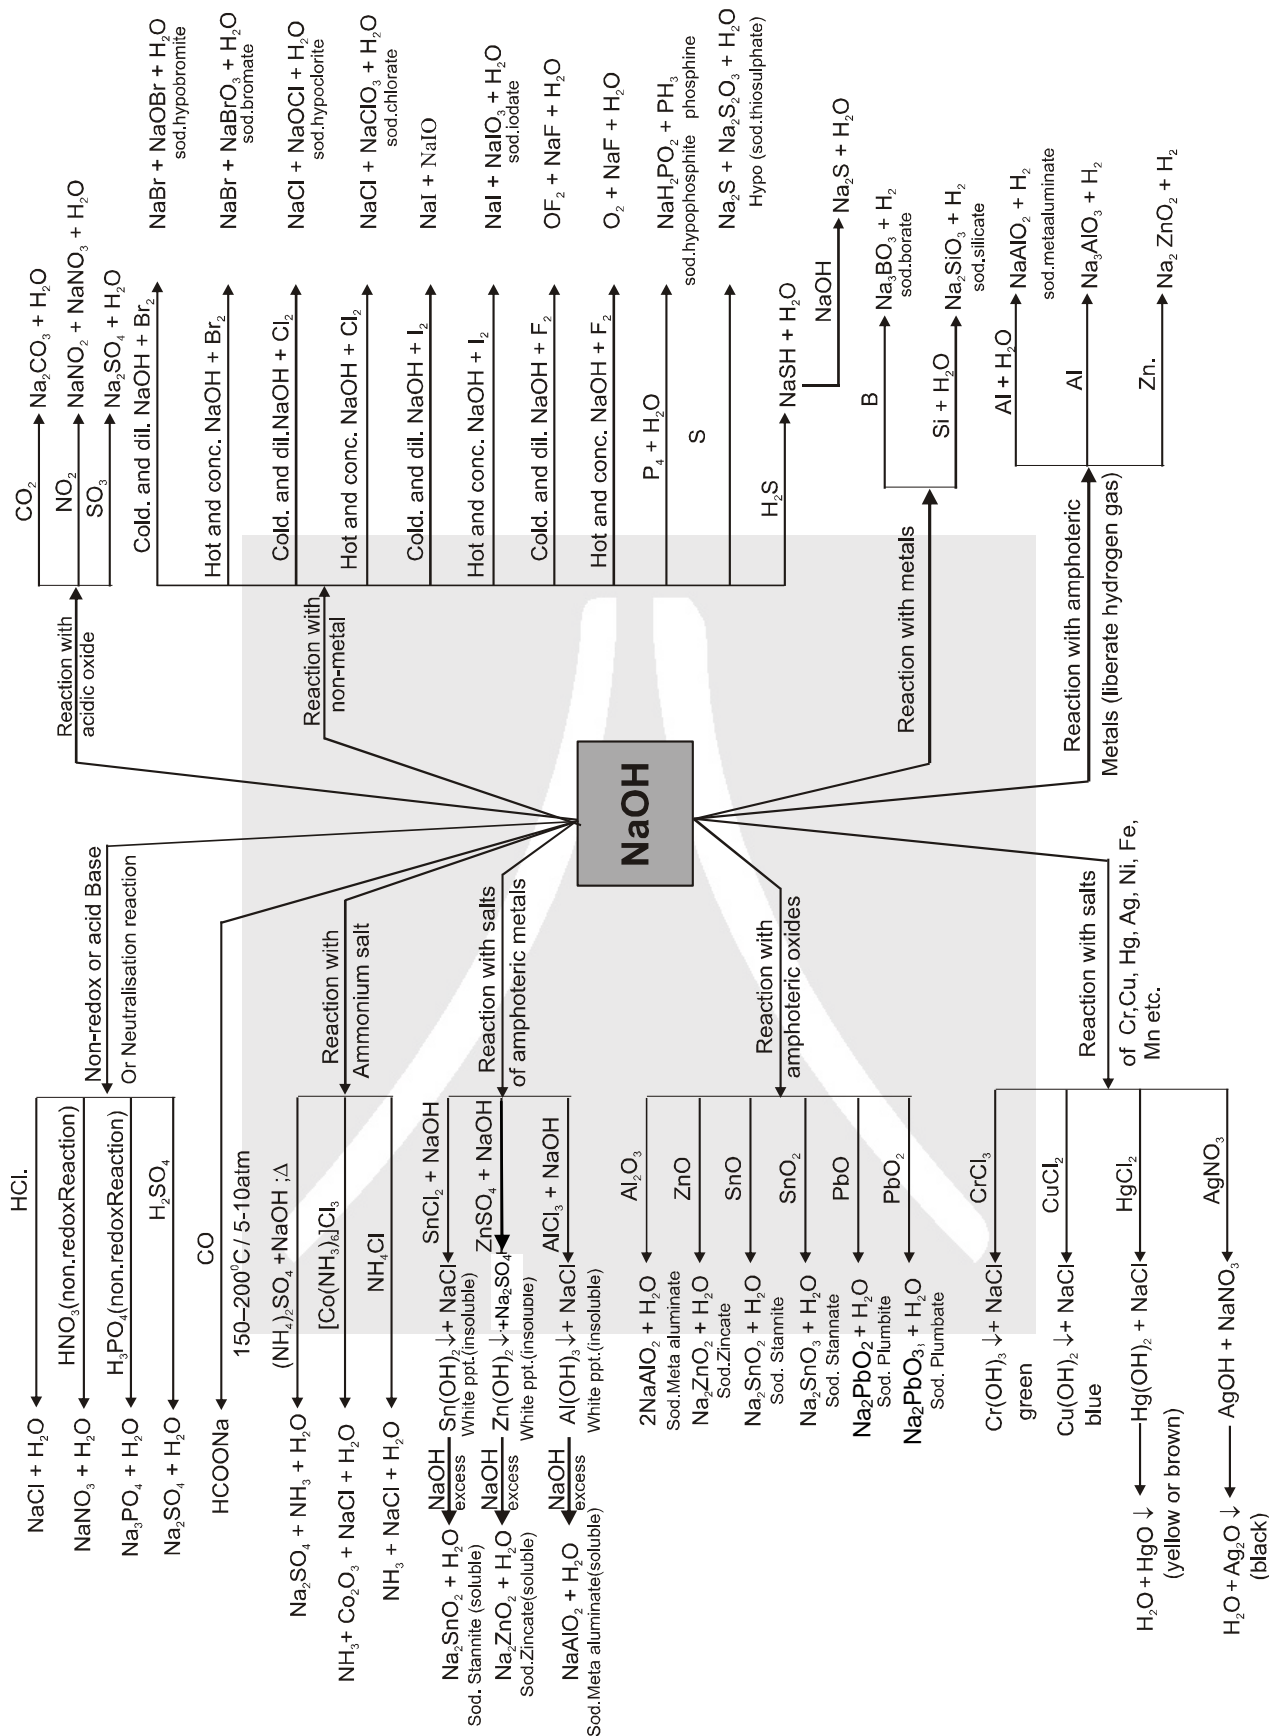 NaOH
Non-redox or acid Base
Or Neutralisation reaction
HCl.
NaCl + H₂O
HNO₃(non.redoxReaction)
NaNO₃ + H₂O
H₃PO₄(non.redoxReaction)
Na₃PO₄ + H₂O
H₂SO₄
Na₂SO₄ + H₂O
CO
150–200⁰C / 5-10atm
HCOONa
Reaction with
Ammonium salt
(NH₄)₂SO₄ +NaOH ;Δ
Na₂SO₄ + NH₃ + H₂O
[Co(NH₃)₆]Cl₃
NH₃+ Co₂O₃ + NaCl + H₂O
NH₄Cl
NH₃ + NaCl + H₂O
Reaction with salts
of amphoteric metals
SnCl₂ + NaOH
Sn(OH)₂ ↓+ NaCl
White ppt.(insoluble)
NaOH
excess
Na₂SnO₂ + H₂O
Sod. Stannite (soluble)
ZnSO₄ + NaOH
Zn(OH)₂ ↓+Na₂SO₄
White ppt.(insoluble)
NaOH
excess
Na₂ZnO₂ + H₂O
Sod.Zincate(soluble)
AlCl₃ + NaOH
Al(OH)₃ ↓+ NaCl
White ppt.(insoluble)
NaOH
excess
NaAlO₂ + H₂O
Sod.Meta aluminate(soluble)
Reaction with
amphoteric oxides
Al₂O₃
2NaAlO₂ + H₂O
Sod.Meta aluminate
ZnO
Na₂ZnO₂ + H₂O
Sod.Zincate
SnO
Na₂SnO₂ + H₂O
Sod. Stannite
SnO₂
Na₂SnO₃ + H₂O
Sod. Stannate
PbO
Na₂PbO₂ + H₂O
Sod. Plumbite
PbO₂
Na₂PbO₃ + H₂O
Sod. Plumbate
Reaction with salts
of Cr,Cu, Hg, Ag, Ni, Fe,
Mn etc.
CrCl₃
Cr(OH)₃ ↓+ NaCl
green
CuCl₂
Cu(OH)₂ ↓+ NaCl
blue
HgCl₂
Hg(OH)₂ + NaCl
H₂O + HgO ↓
(yellow or brown)
AgNO₃
AgOH + NaNO₃
H₂O + Ag₂O ↓
(black)
Reaction with
acidic oxide
CO₂
Na₂CO₃ + H₂O
NO₂
NaNO₂ + NaNO₃ + H₂O
SO₃
Na₂SO₄ + H₂O
Reaction with
non-metal
Cold. and dil. NaOH + Br₂
NaBr + NaOBr + H₂O
sod.hypobromite
Hot and conc. NaOH + Br₂
NaBr + NaBrO₃ + H₂O
sod.bromate
Cold. and dil.NaOH + Cl₂
NaCl + NaOCl + H₂O
sod.hypoclorite
Hot and conc. NaOH + Cl₂
NaCl + NaClO₃ + H₂O
sod.chlorate
Cold. and dil. NaOH + I₂
NaI + NaIO
Hot and conc. NaOH + I₂
NaI + NaIO₃ + H₂O
sod.iodate
Cold. and dil. NaOH + F₂
OF₂ + NaF + H₂O
Hot and conc. NaOH + F₂
O₂ + NaF + H₂O
P₄ + H₂O
NaH₂PO₂ + PH₃
sod.hypophosphite phosphine
S
Na₂S + Na₂S₂O₃ + H₂O
Hypo (sod.thiosulphate)
H₂S
NaSH + H₂O
NaOH
Na₂S + H₂O
Reaction with metals
B
Na₃BO₃ + H₂
sod.borate
Si + H₂O
Na₂SiO₃ + H₂
sod.silicate
Reaction with amphoteric
Metals (liberate hydrogen gas)
Al + H₂O
NaAlO₂ + H₂
sod.metaaluminate
Al
Na₃AlO₃ + H₂
Zn.
Na₂ ZnO₂ + H₂